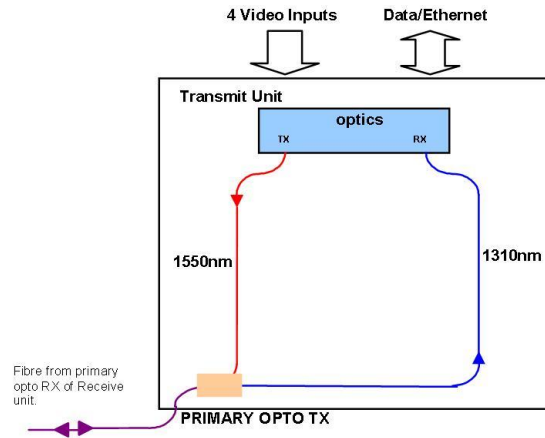 4 Video Inputs
Data/Ethernet
Transmit Unit
optics
TX
RX
1550nm
1310nm
Fibre from primary
opto RX of Receive
unit.
PRIMARY OPTO TX